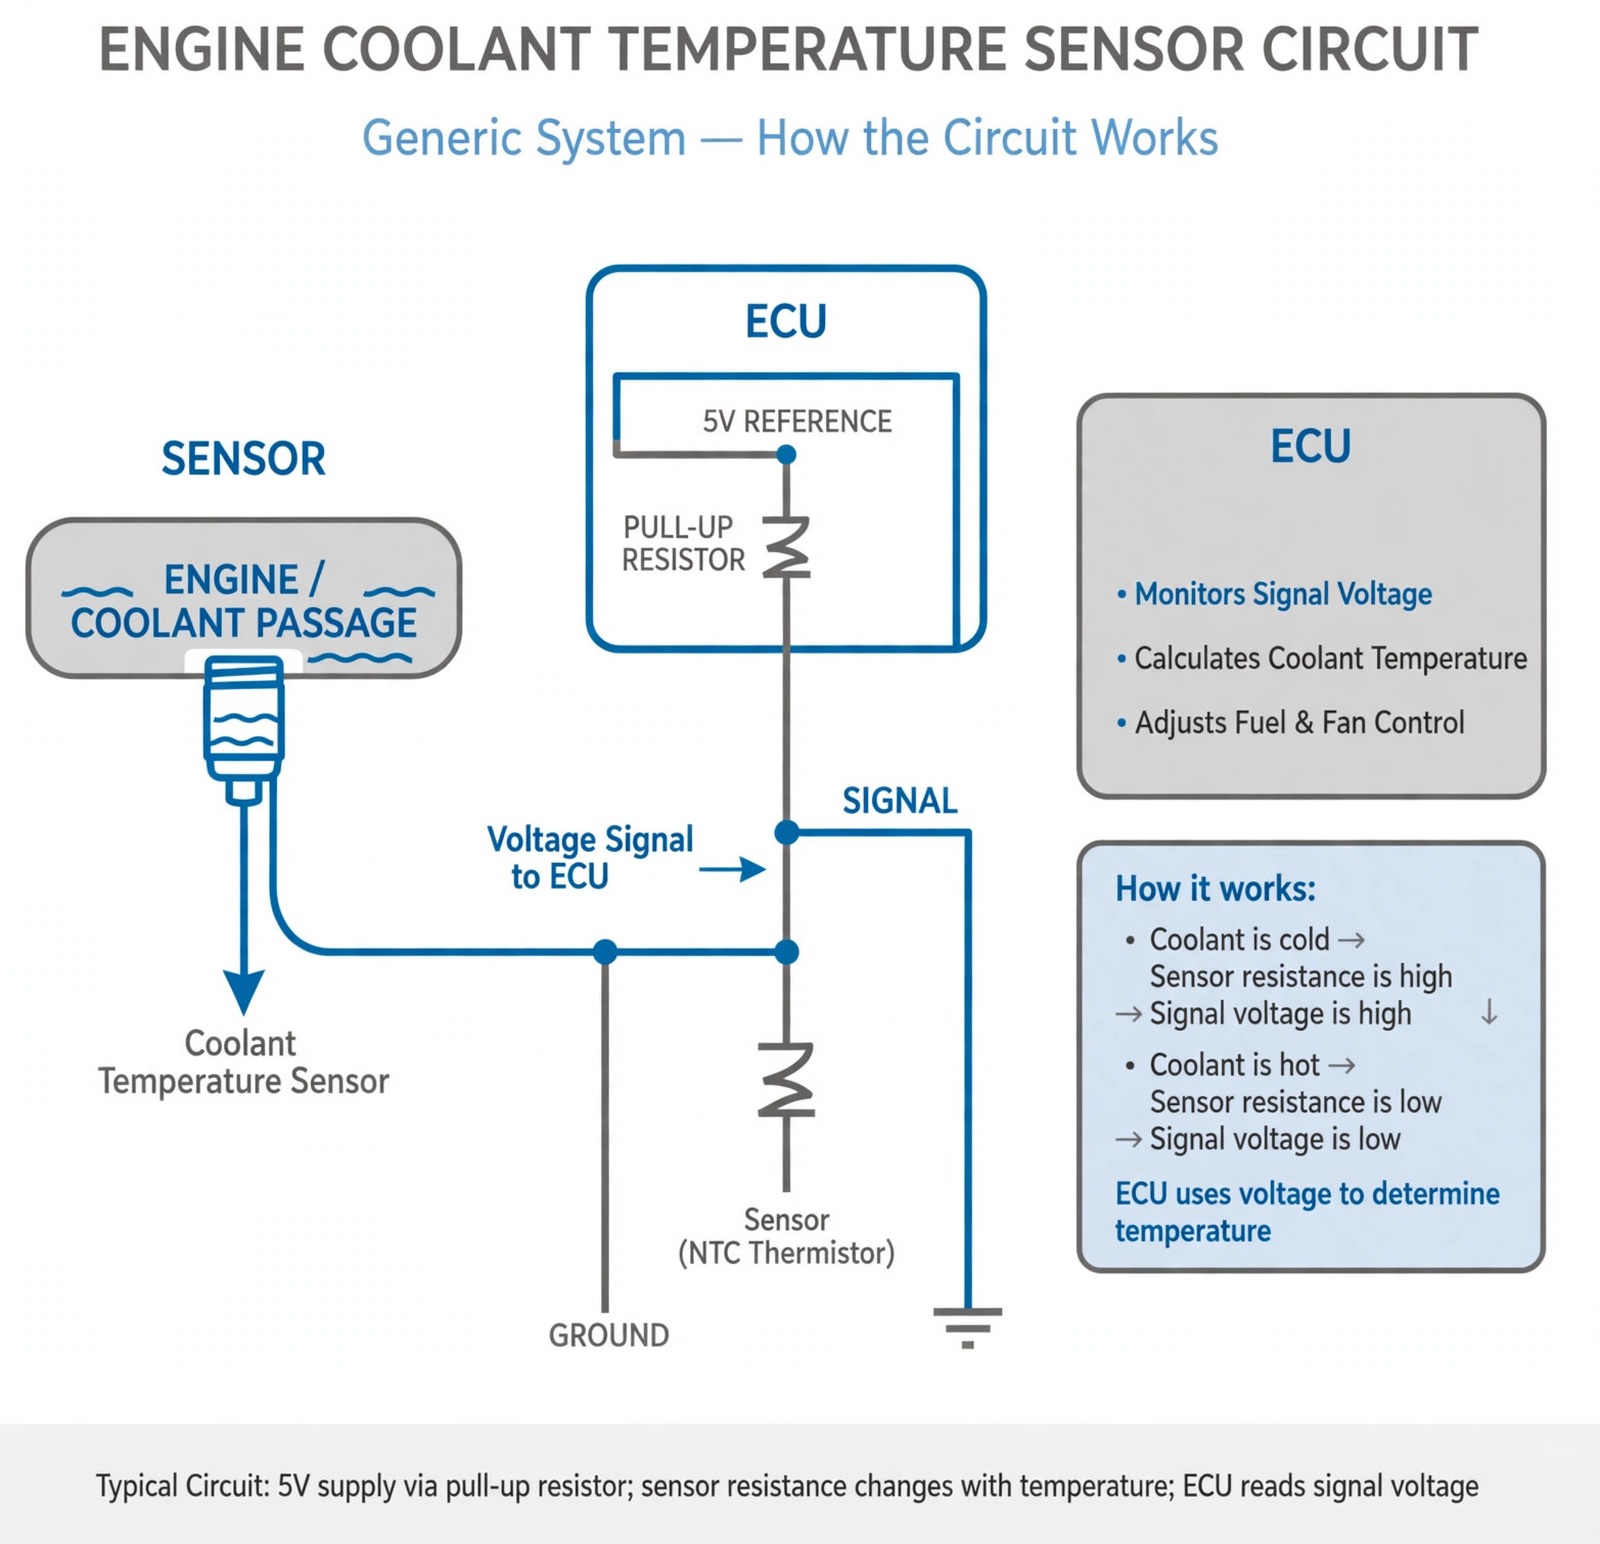 ENGINE COOLANT TEMPERATURE SENSOR CIRCUIT
Generic System — How the Circuit Works
ECU
5V REFERENCE
PULL-UP
RESISTOR
SENSOR
ENGINE /
COOLANT PASSAGE
Coolant
Temperature Sensor
Voltage Signal
to ECU
SIGNAL
Sensor
(NTC Thermistor)
GROUND
ECU
• Monitors Signal Voltage
• Calculates Coolant Temperature
• Adjusts Fuel & Fan Control
How it works:
• Coolant is cold →
Sensor resistance is high
→ Signal voltage is high ↓
• Coolant is hot →
Sensor resistance is low
→ Signal voltage is low
ECU uses voltage to determine
temperature
Typical Circuit: 5V supply via pull-up resistor; sensor resistance changes with temperature; ECU reads signal voltage